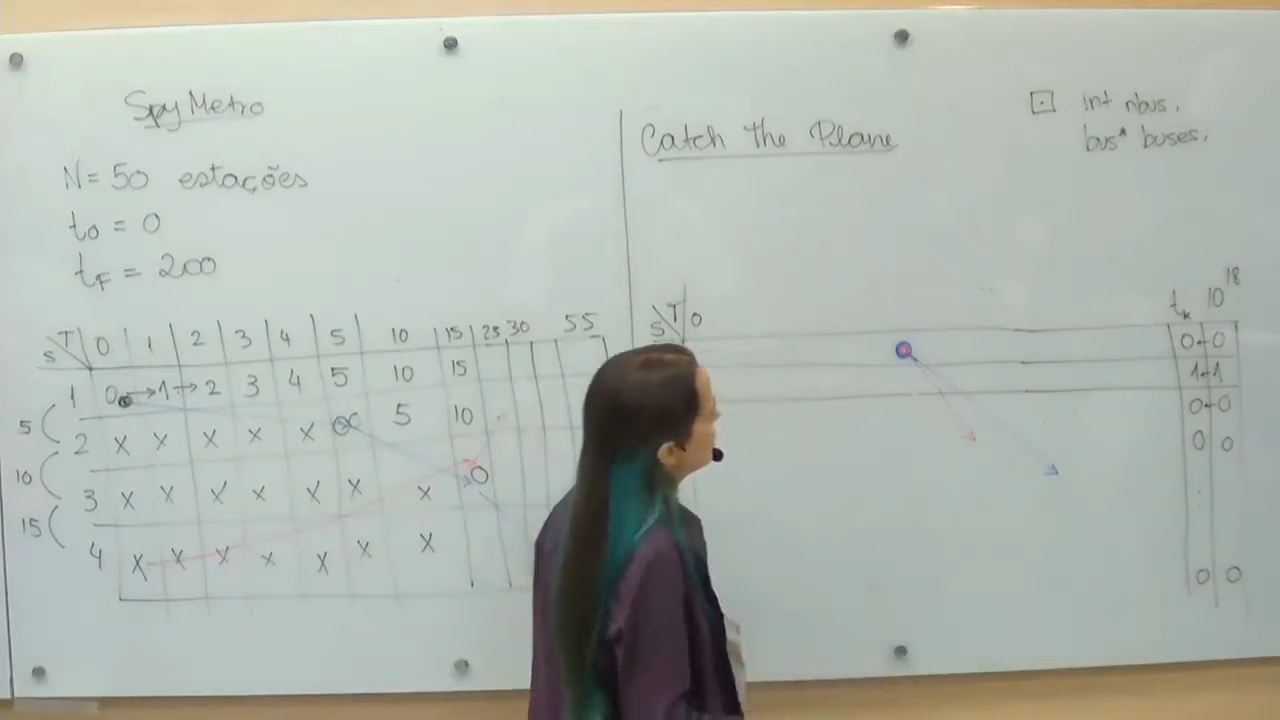 Spy Metro
N = 50 estações
t0 = 0
tF = 200
S T 0 1 2 3 4 5 10 15 25 30 55
1 0 → 1 → 2 3 4 5 10 15
5 (
2 X X X X X X 5 10
10 (
3 X X X X X X X 0
15 (
4 X X X X X X X
Catch the Plane
int nbus,
bus* buses,
S T 0 tk 10^18
0 0
1 1
0 0
0 0
0 0